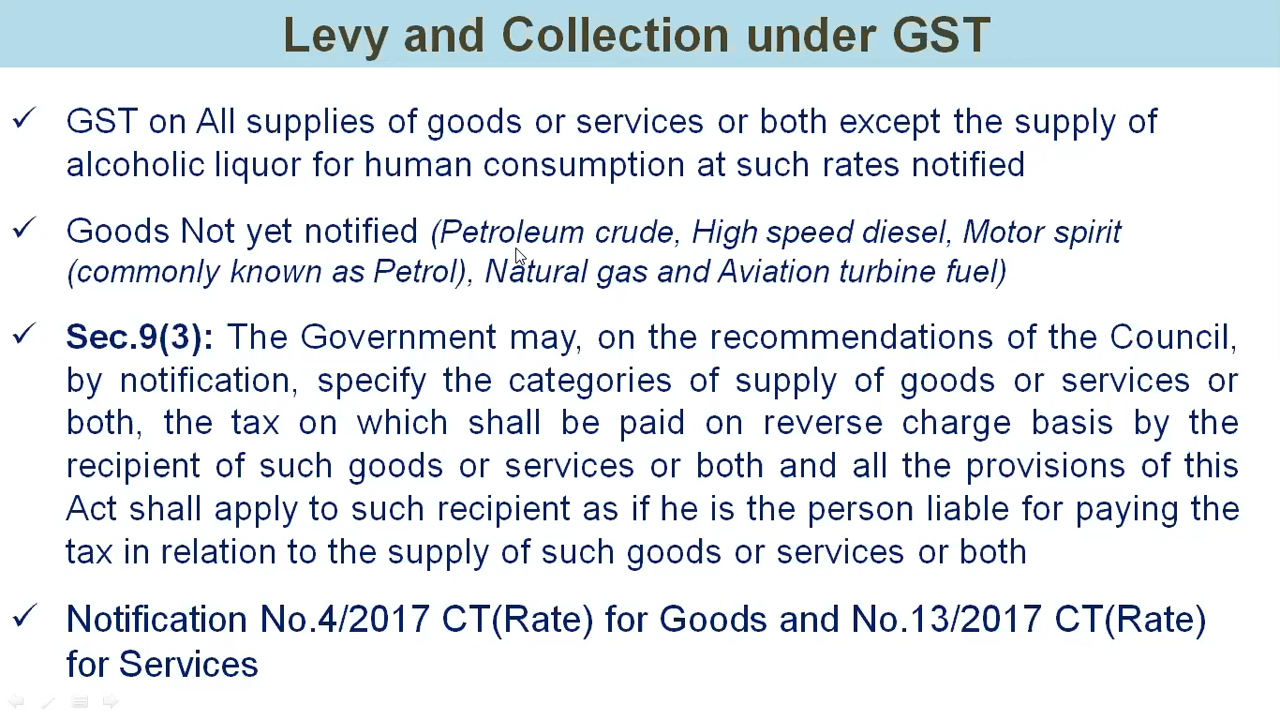 Levy and Collection under GST
✓ GST on All supplies of goods or services or both except the supply of
alcoholic liquor for human consumption at such rates notified
✓ Goods Not yet notified (Petroleum crude, High speed diesel, Motor spirit
(commonly known as Petrol), Natural gas and Aviation turbine fuel)
✓ Sec.9(3): The Government may, on the recommendations of the Council,
by notification, specify the categories of supply of goods or services or
both, the tax on which shall be paid on reverse charge basis by the
recipient of such goods or services or both and all the provisions of this
Act shall apply to such recipient as if he is the person liable for paying the
tax in relation to the supply of such goods or services or both
✓ Notification No.4/2017 CT(Rate) for Goods and No.13/2017 CT(Rate)
for Services